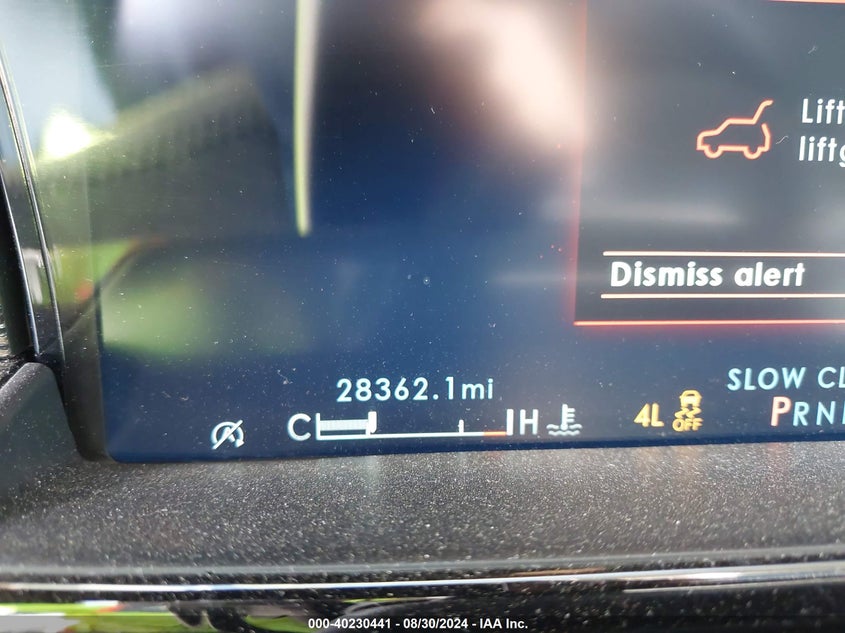 Lift
liftg
Dismiss alert
28362.1mi
SLOW CL
C H
4L
OFF
PRN
000-40230441 - 08/30/2024 - IAA Inc.